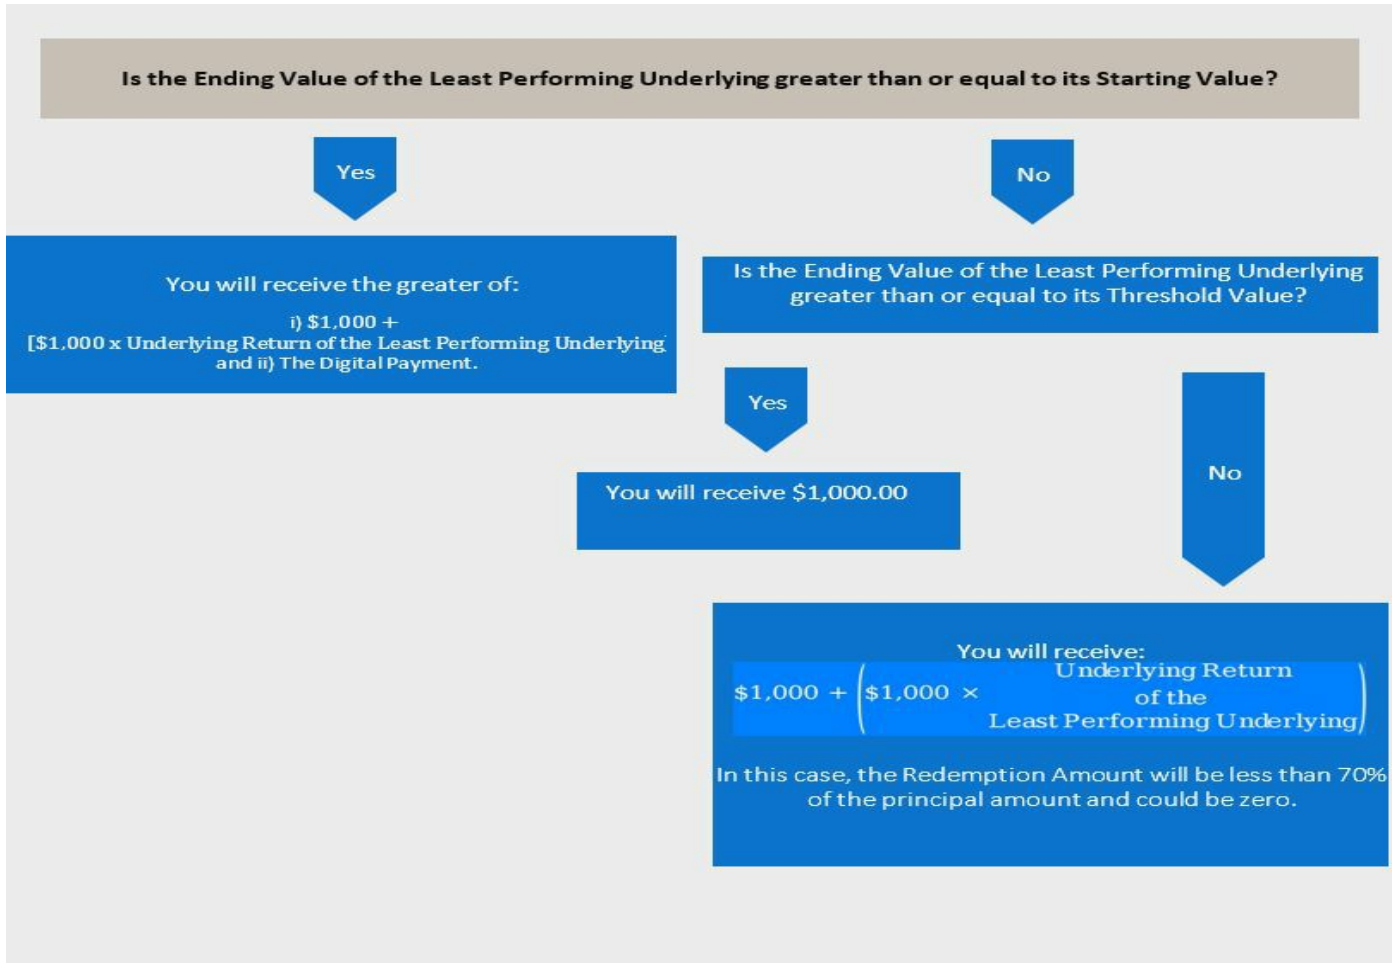 Is the Ending Value of the Least Performing Underlying greater than or equal to its Starting Value?
Yes
No
You will receive the greater of:
i) $1,000 +
[$1,000 x Underlying Return of the Least Performing Underlying]
and ii) The Digital Payment.
Is the Ending Value of the Least Performing Underlying
greater than or equal to its Threshold Value?
Yes
No
You will receive $1,000.00
You will receive:
$1,000 + ($1,000 × Underlying Return
of the
Least Performing Underlying)
In this case, the Redemption Amount will be less than 70%
of the principal amount and could be zero.